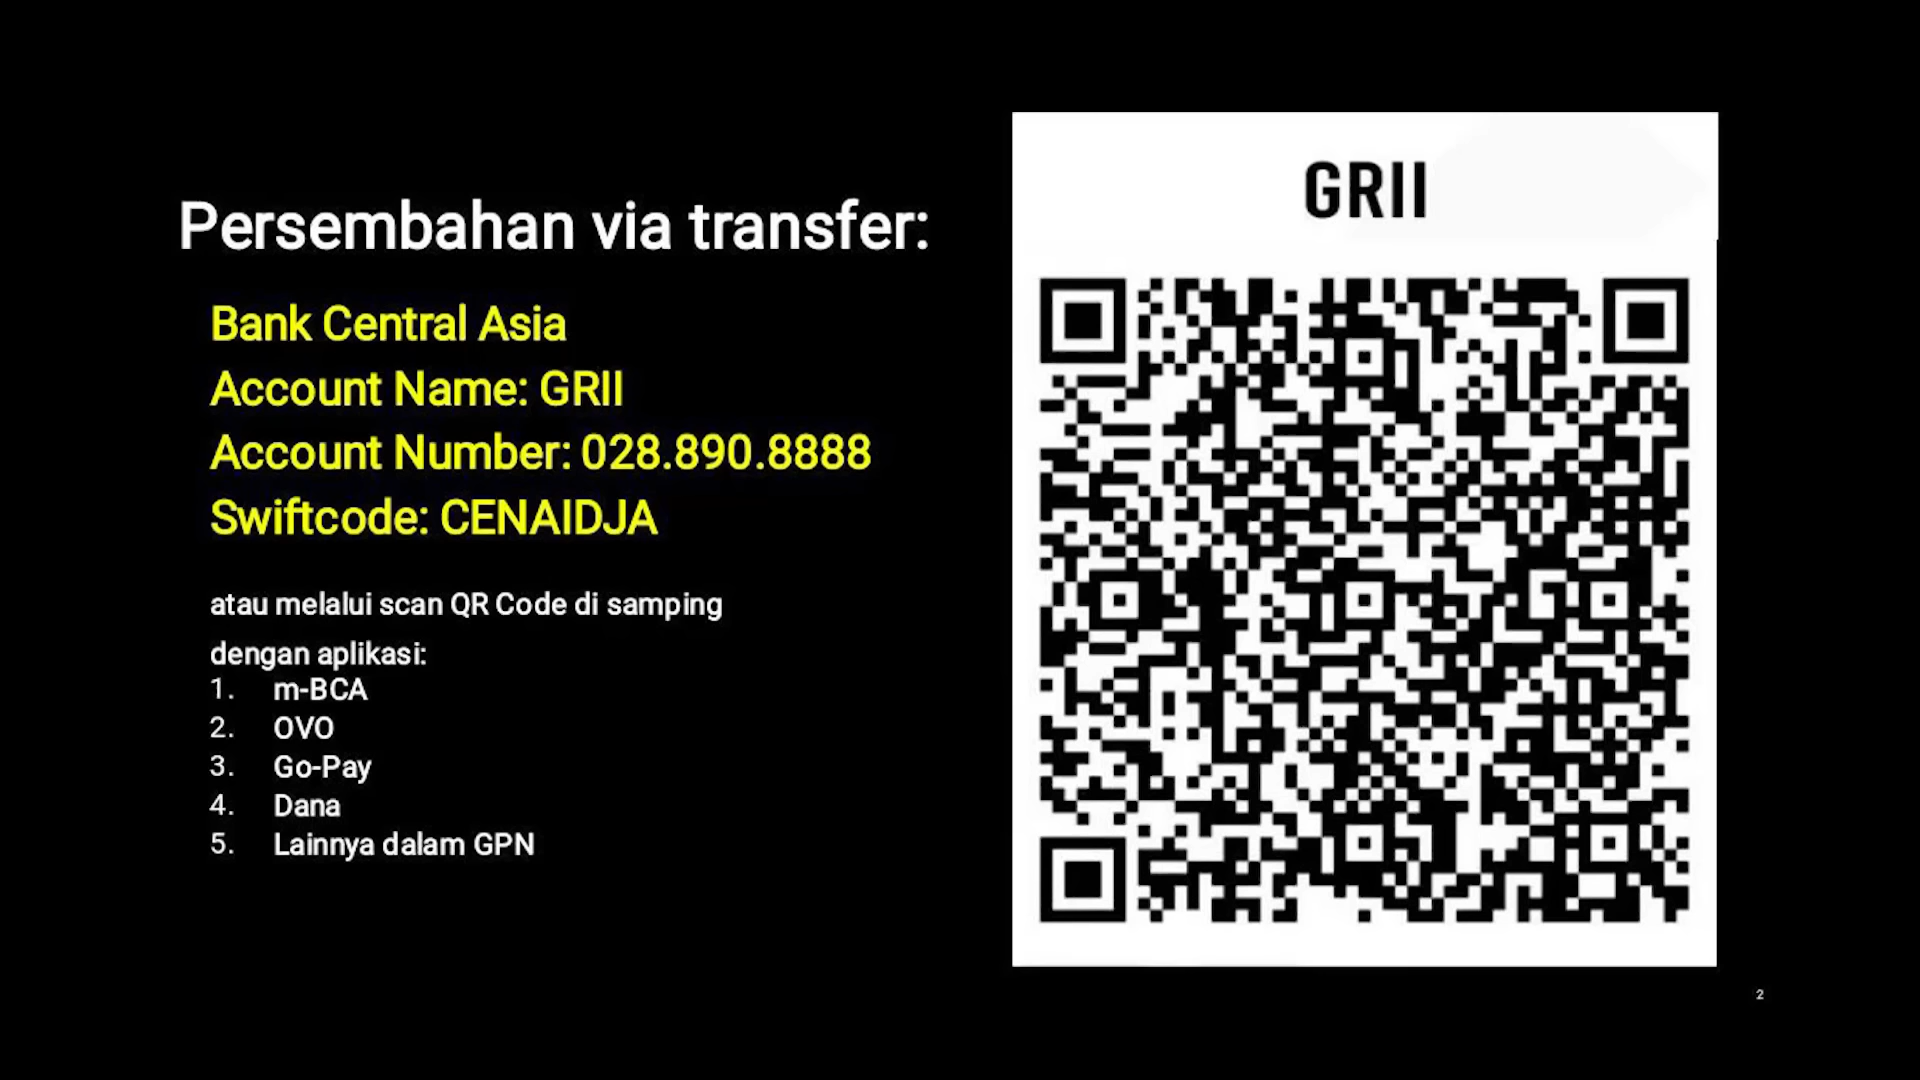 Persembahan via transfer:
Bank Central Asia
Account Name: GRII
Account Number: 028.890.8888
Swiftcode: CENAIDJA
atau melalui scan QR Code di samping
dengan aplikasi:
1. m-BCA
2. OVO
3. Go-Pay
4. Dana
5. Lainnya dalam GPN
GRII
2